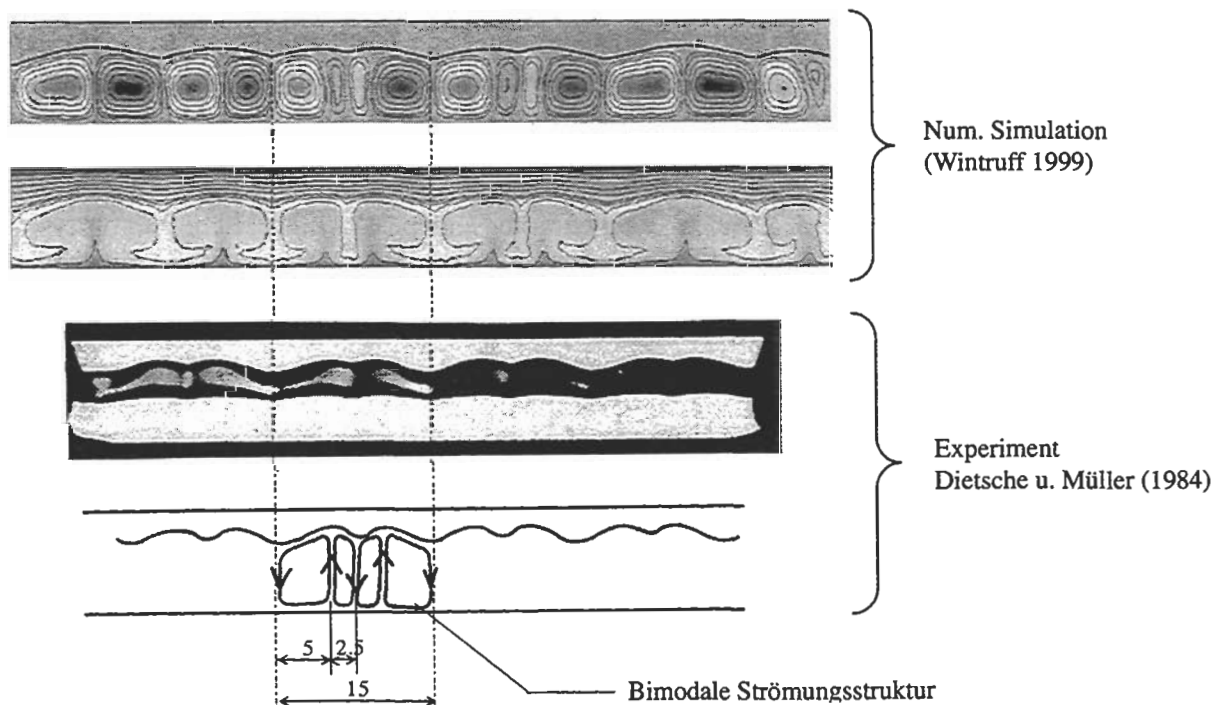 Num. Simulation
(Wintruff 1999)
Experiment
Dietsche u. Müller (1984)
5
2.5
15
Bimodale Strömungsstruktur